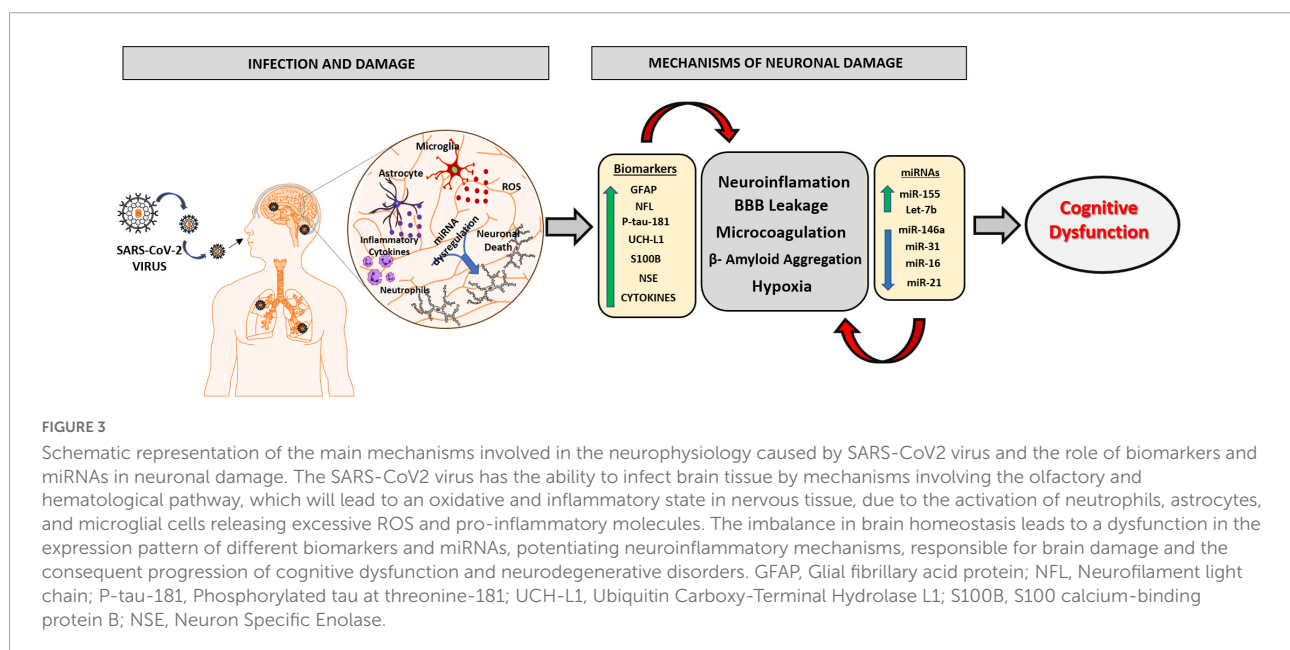 INFECTION AND DAMAGE
MECHANISMS OF NEURONAL DAMAGE
SARS-CoV-2
VIRUS
Microglia
Astrocyte
ROS
miRNA
dysregulation
Neuronal
Death
Inflammatory
Cytokines
Neutrophils
Biomarkers
GFAP
NFL
P-tau-181
UCH-L1
S100B
NSE
CYTOKINES
Neuroinflamation
BBB Leakage
Microcoagulation
β- Amyloid Aggregation
Hypoxia
miRNAs
miR-155
Let-7b
miR-146a
miR-31
miR-16
miR-21
Cognitive
Dysfunction
FIGURE 3
Schematic representation of the main mechanisms involved in the neurophysiology caused by SARS-CoV2 virus and the role of biomarkers and
miRNAs in neuronal damage. The SARS-CoV2 virus has the ability to infect brain tissue by mechanisms involving the olfactory and
hematological pathway, which will lead to an oxidative and inflammatory state in nervous tissue, due to the activation of neutrophils, astrocytes,
and microglial cells releasing excessive ROS and pro-inflammatory molecules. The imbalance in brain homeostasis leads to a dysfunction in the
expression pattern of different biomarkers and miRNAs, potentiating neuroinflammatory mechanisms, responsible for brain damage and the
consequent progression of cognitive dysfunction and neurodegenerative disorders. GFAP, Glial fibrillary acid protein; NFL, Neurofilament light
chain; P-tau-181, Phosphorylated tau at threonine-181; UCH-L1, Ubiquitin Carboxy-Terminal Hydrolase L1; S100B, S100 calcium-binding
protein B; NSE, Neuron Specific Enolase.